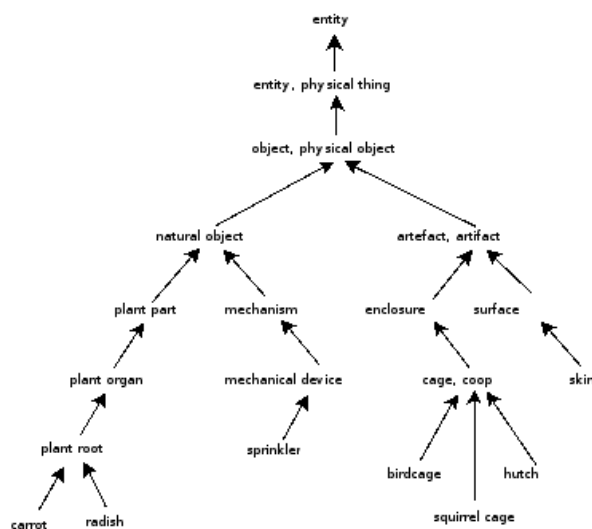 entity
entity, physical thing
object, physical object
natural object
artefact, artifact
plant part
mechanism
enclosure
surface
plant organ
mechanical device
cage, coop
skin
plant root
sprinkler
birdcage
hutch
carrot
radish
squirrel cage